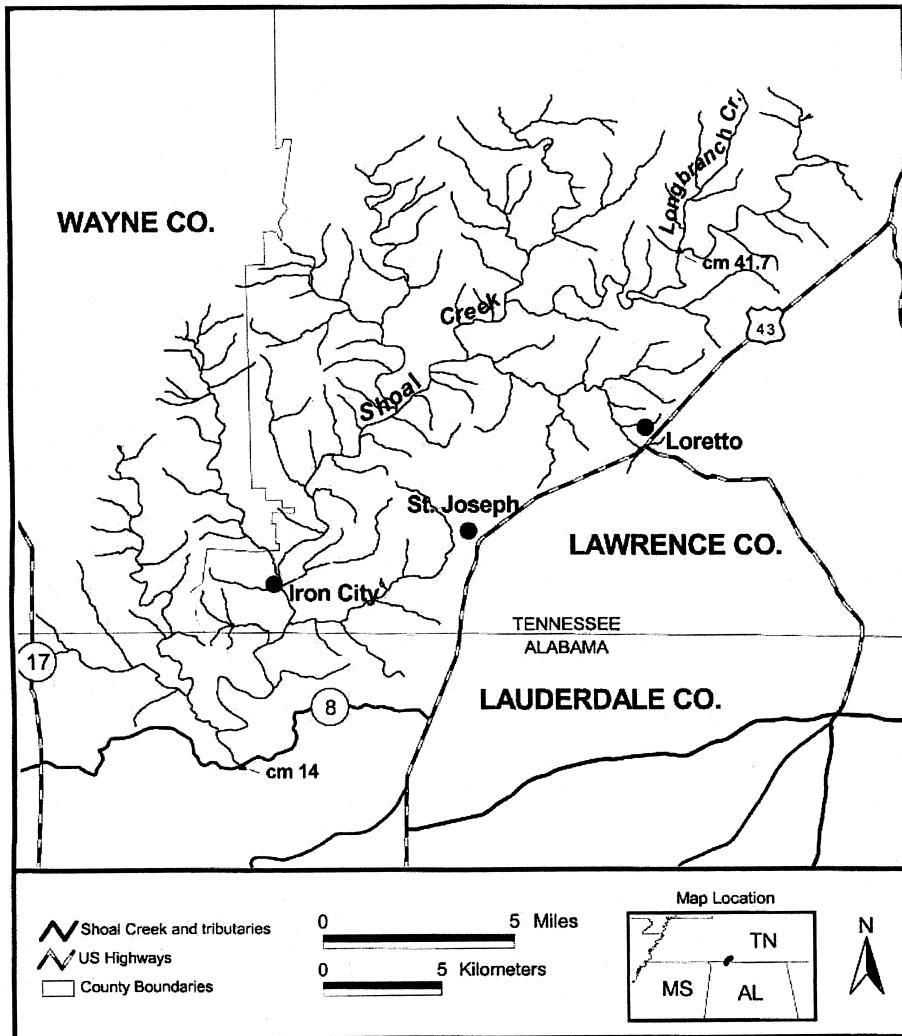 Longbranch Cr.
WAYNE CO.
cm 41.7
Creek
43
Shoal
Loretto
St. Joseph
LAWRENCE CO.
Iron City
TENNESSEE
ALABAMA
17
8
LAUDERDALE CO.
cm 14
Shoal Creek and tributaries
US Highways
County Boundaries
0 5 Miles
0 5 Kilometers
Map Location
TN
MS AL
N